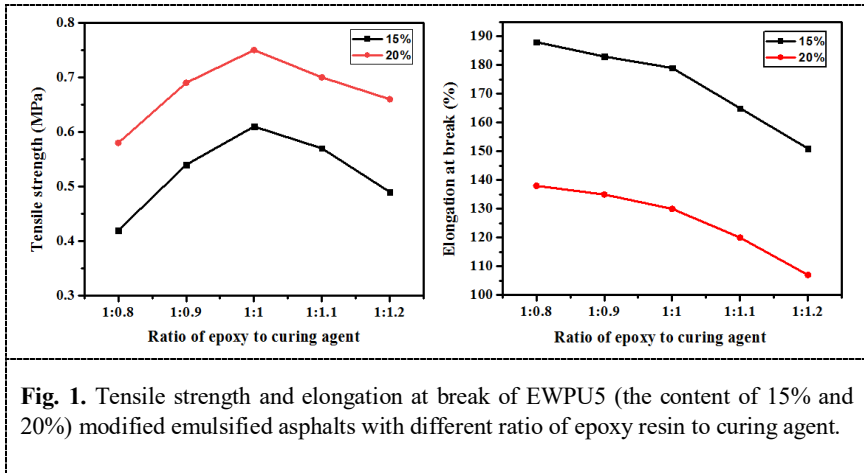 0.8
0.7
0.6
0.5
0.4
0.3
Tensile strength (MPa)
15%
20%
1:0.8 1:0.9 1:1 1:1.1 1:1.2
Ratio of epoxy to curing agent
190
180
170
160
150
140
130
120
110
100
Elongation at break (%)
15%
20%
1:0.8 1:0.9 1:1 1:1.1 1:1.2
Ratio of epoxy to curing agent
Fig. 1. Tensile strength and elongation at break of EWPU5 (the content of 15% and
20%) modified emulsified asphalts with different ratio of epoxy resin to curing agent.